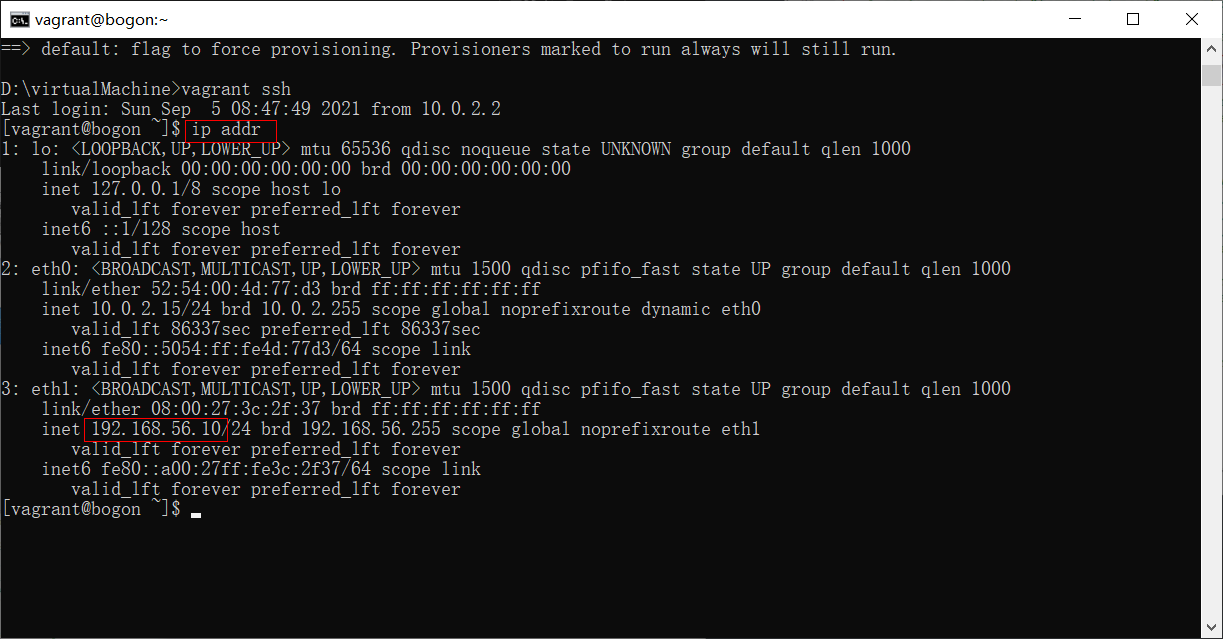 vagrant@bogon:~
==> default: flag to force provisioning. Provisioners marked to run always will still run.
D:\virtualMachine>vagrant ssh
Last login: Sun Sep  5 08:47:49 2021 from 10.0.2.2
[vagrant@bogon ~]$ ip addr
1: lo: <LOOPBACK,UP,LOWER_UP> mtu 65536 qdisc noqueue state UNKNOWN group default qlen 1000
    link/loopback 00:00:00:00:00:00 brd 00:00:00:00:00:00
    inet 127.0.0.1/8 scope host lo
       valid_lft forever preferred_lft forever
    inet6 ::1/128 scope host
       valid_lft forever preferred_lft forever
2: eth0: <BROADCAST,MULTICAST,UP,LOWER_UP> mtu 1500 qdisc pfifo_fast state UP group default qlen 1000
    link/ether 52:54:00:4d:77:d3 brd ff:ff:ff:ff:ff:ff
    inet 10.0.2.15/24 brd 10.0.2.255 scope global noprefixroute dynamic eth0
       valid_lft 86337sec preferred_lft 86337sec
    inet6 fe80::5054:ff:fe4d:77d3/64 scope link
       valid_lft forever preferred_lft forever
3: eth1: <BROADCAST,MULTICAST,UP,LOWER_UP> mtu 1500 qdisc pfifo_fast state UP group default qlen 1000
    link/ether 08:00:27:3c:2f:37 brd ff:ff:ff:ff:ff:ff
    inet 192.168.56.10/24 brd 192.168.56.255 scope global noprefixroute eth1
       valid_lft forever preferred_lft forever
    inet6 fe80::a00:27ff:fe3c:2f37/64 scope link
       valid_lft forever preferred_lft forever
[vagrant@bogon ~]$